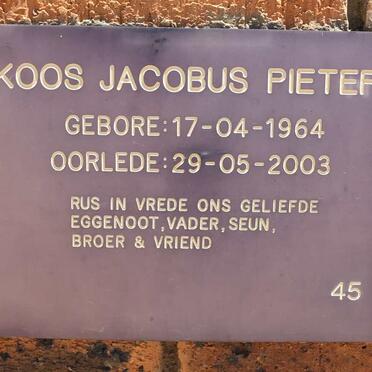 KOOS JACOBUS PIETER
GEBORE:17-04-1964
OORLEDE:29-05-2003
RUS IN VREDE ONS GELIEFDE
EGGENOOT,VADER,SEUN,
BROER & VRIEND
45